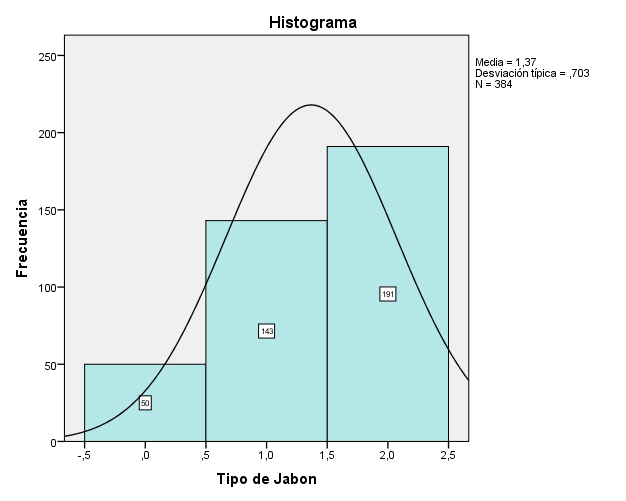 Histograma
Media = 1,37
Desviación típica = ,703
N = 384
Frecuencia
250
200
150
100
50
0
50
143
191
-,5 ,0 ,5 1,0 1,5 2,0 2,5
Tipo de Jabon